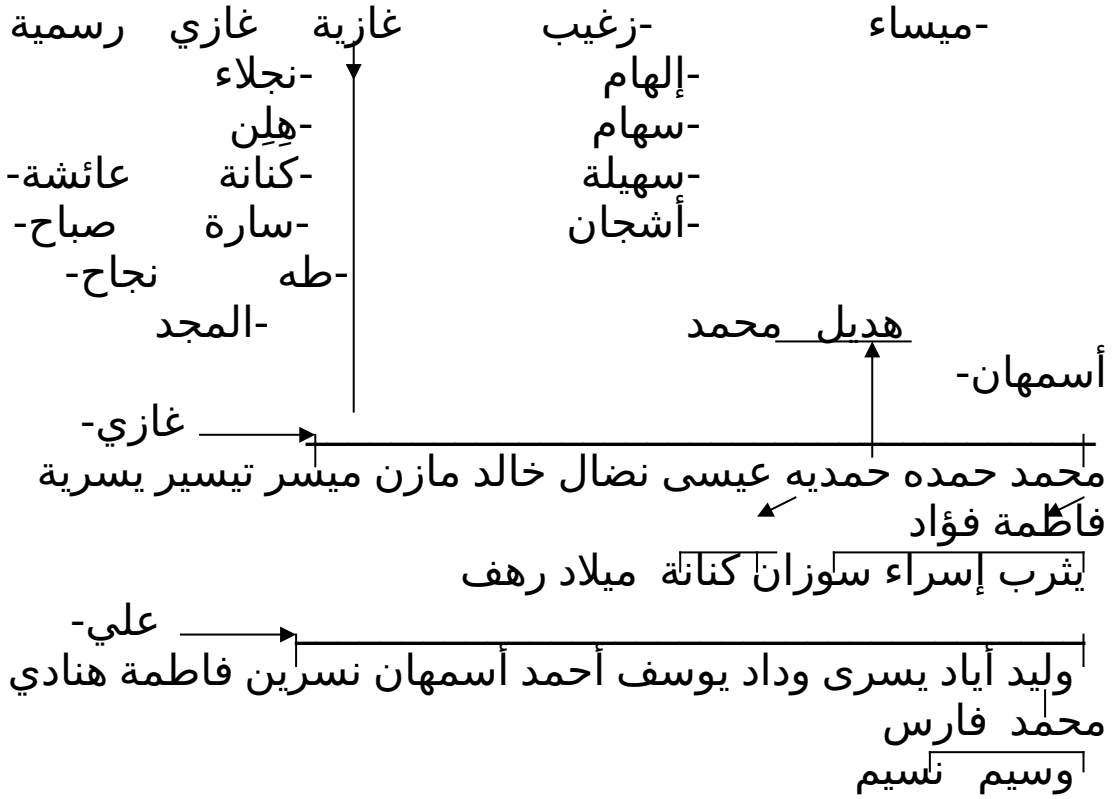 -ميساء -زغيب غازية غازي رسمية
-إلهام -نجلاء
-سهام -هِلِن
-سهيلة -كنانة عائشة-
-أشجان -سارة صباح-
-طه نجاح-
هديل محمد -المجد
أسمهان-
غازي-
محمد حمده حمديه عيسى نضال خالد مازن ميسر تيسير يسرية
فاطمة فؤاد
يثرب إسراء سوزان كنانة ميلاد رهف
علي-
وليد أياد يسرى وداد يوسف أحمد أسمهان نسرين فاطمة هنادي
محمد فارس
وسيم نسيم